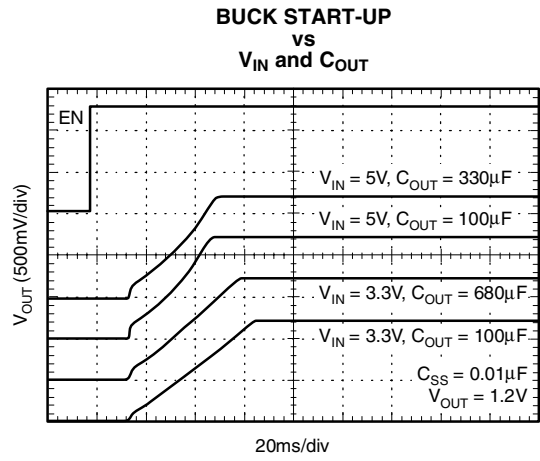 BUCK START-UP
vs
VIN and COUT
EN
VIN = 5V, COUT = 330μF
VIN = 5V, COUT = 100μF
VIN = 3.3V, COUT = 680μF
VIN = 3.3V, COUT = 100μF
CSS = 0.01μF
VOUT = 1.2V
VOUT (500mV/div)
20ms/div